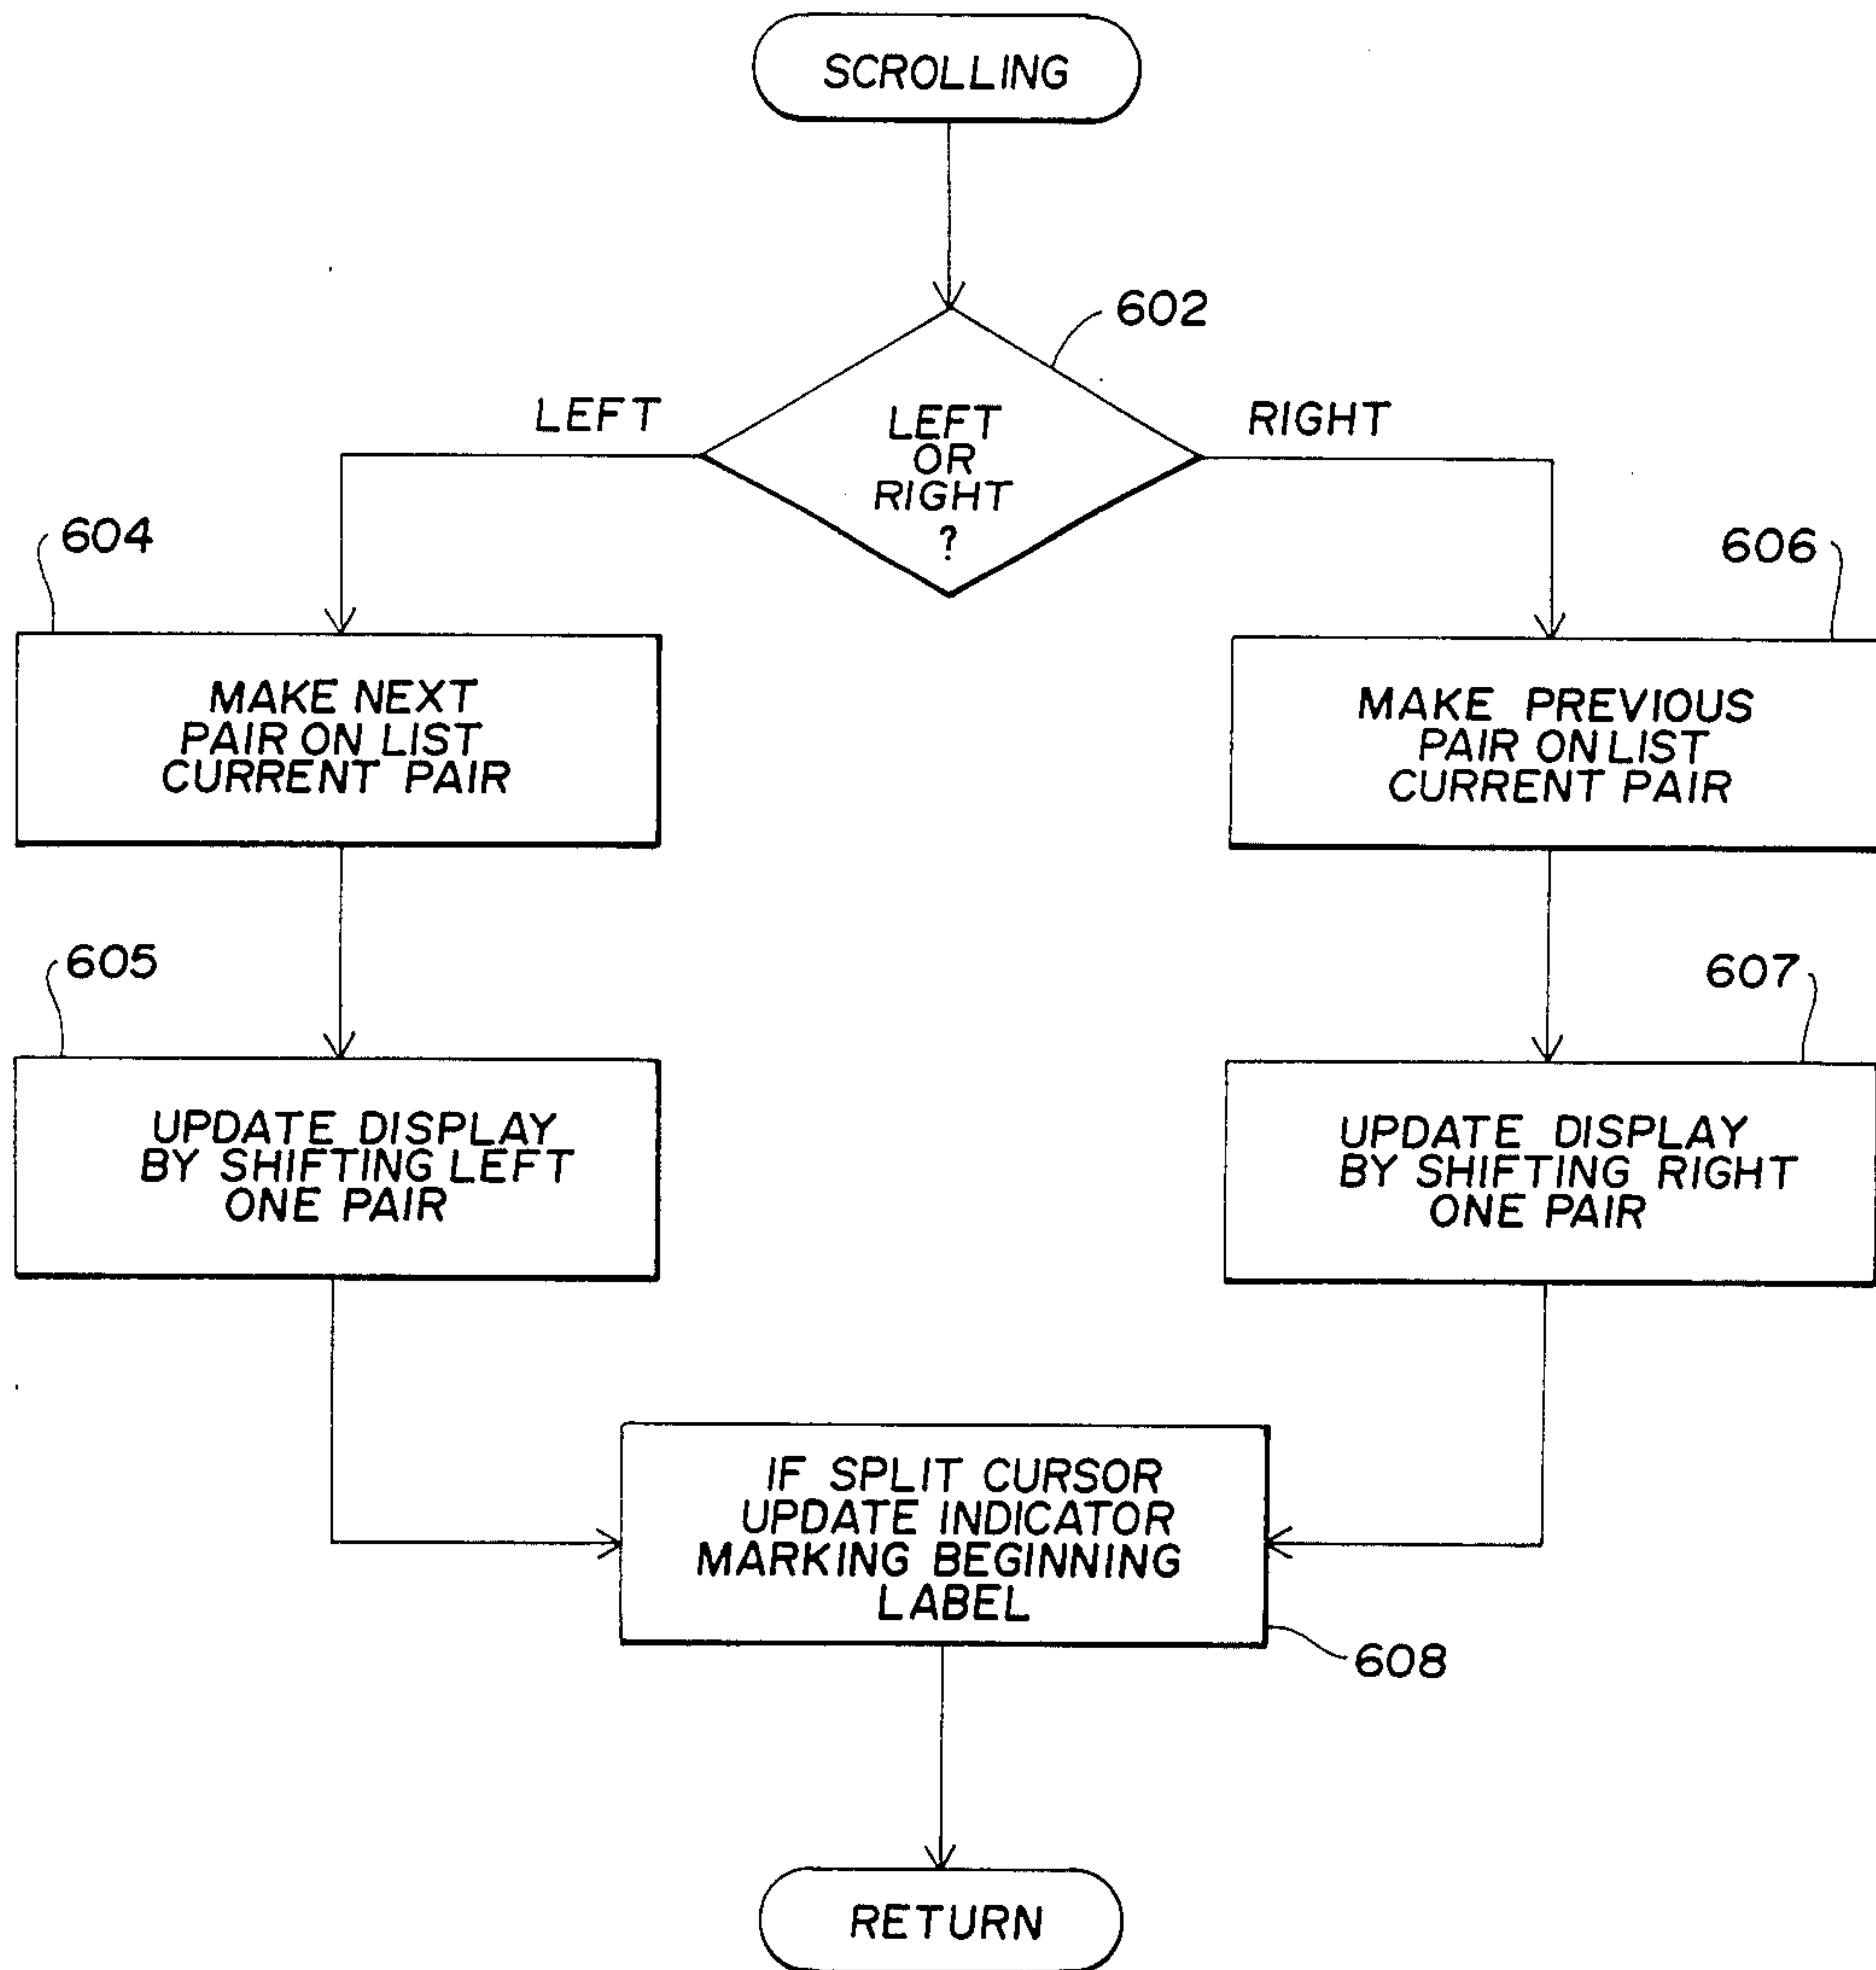 SCROLLING
602
LEFT
LEFT
OR
RIGHT
?
RIGHT
604
MAKE NEXT
PAIR ON LIST
CURRENT PAIR
606
MAKE PREVIOUS
PAIR ON LIST
CURRENT PAIR
605
UPDATE DISPLAY
BY SHIFTING LEFT
ONE PAIR
607
UPDATE DISPLAY
BY SHIFTING RIGHT
ONE PAIR
IF SPLIT CURSOR
UPDATE INDICATOR
MARKING BEGINNING
LABEL
608
RETURN